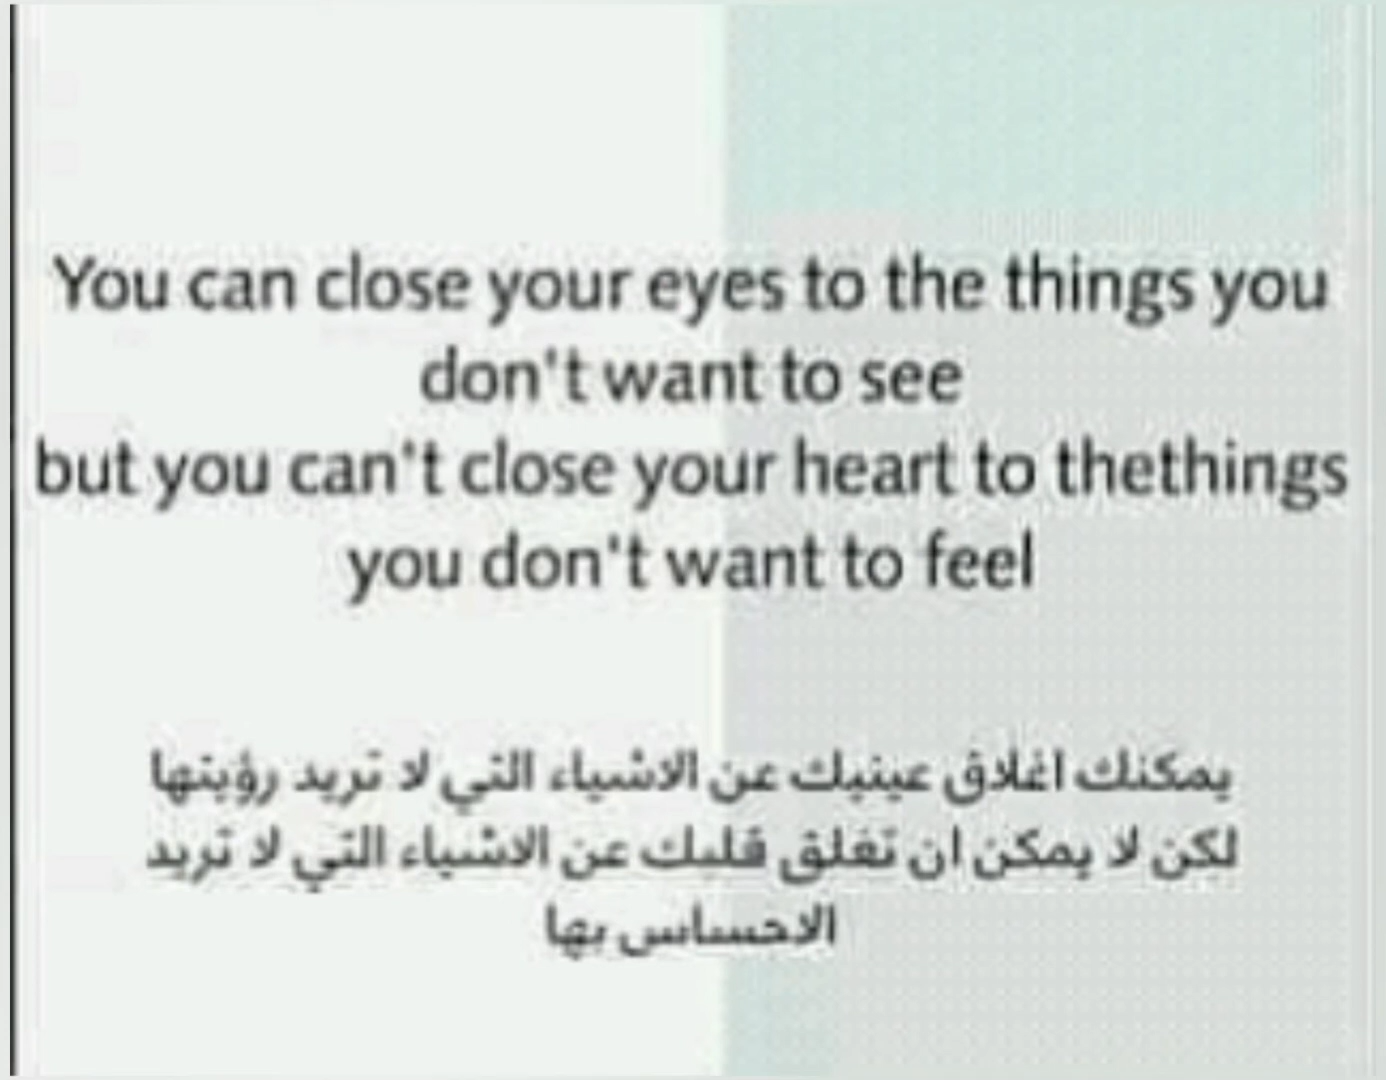 You can close your eyes to the things you
don't want to see
but you can't close your heart to thethings
you don't want to feel
يمكنك اغلاق عينيك عن الاشياء التي لا تريد رؤيتها
لكن لا يمكن ان تغلق قلبك عن الاشياء التي لا تريد
الاحساس بها